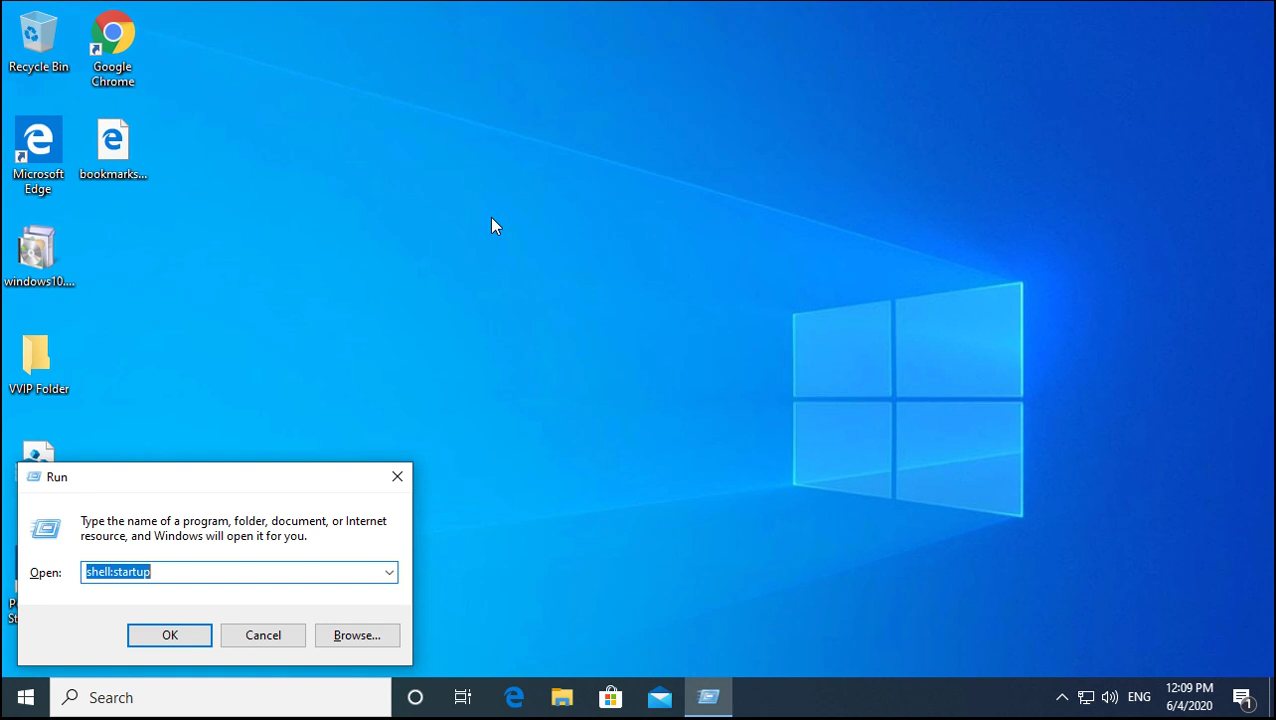 Recycle Bin
Google
Chrome
Microsoft
Edge
bookmarks...
windows10....
VVIP Folder
Run
Type the name of a program, folder, document, or Internet
resource, and Windows will open it for you.
Open:
shell:startup
OK
Cancel
Browse...
Search
ENG
12:09 PM
6/4/2020
1